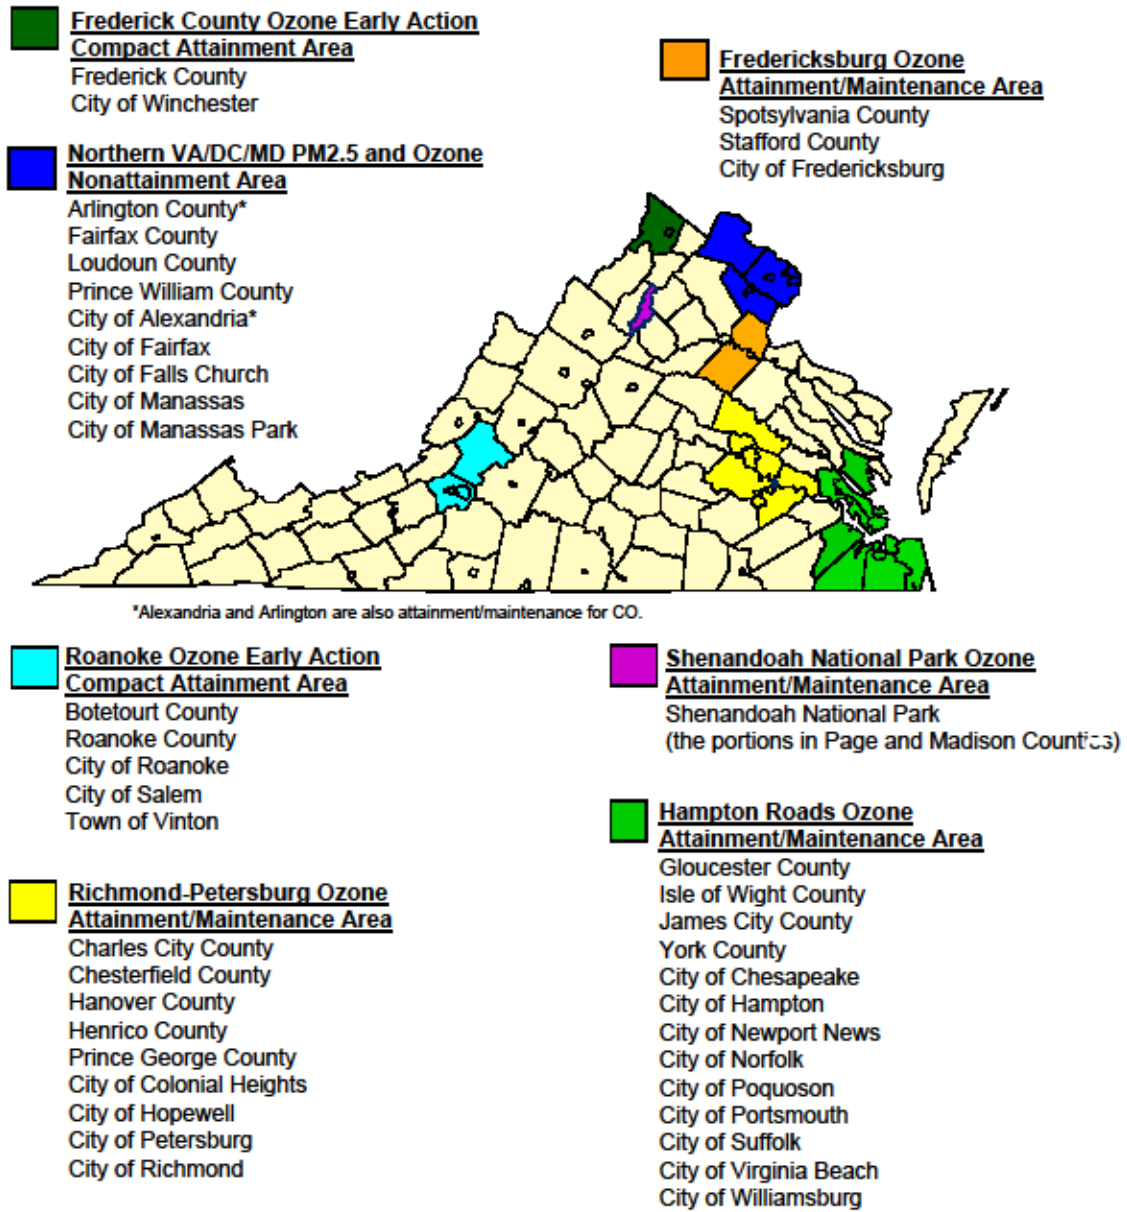 Frederick County Ozone Early Action
Compact Attainment Area
Frederick County
City of Winchester
Fredericksburg Ozone
Attainment/Maintenance Area
Spotsylvania County
Stafford County
City of Fredericksburg
Northern VA/DC/MD PM2.5 and Ozone
Nonattainment Area
Arlington County*
Fairfax County
Loudoun County
Prince William County
City of Alexandria*
City of Fairfax
City of Falls Church
City of Manassas
City of Manassas Park
*Alexandria and Arlington are also attainment/maintenance for CO.
Roanoke Ozone Early Action
Compact Attainment Area
Botetourt County
Roanoke County
City of Roanoke
City of Salem
Town of Vinton
Shenandoah National Park Ozone
Attainment/Maintenance Area
Shenandoah National Park
(the portions in Page and Madison Counties)
Richmond-Petersburg Ozone
Attainment/Maintenance Area
Charles City County
Chesterfield County
Hanover County
Henrico County
Prince George County
City of Colonial Heights
City of Hopewell
City of Petersburg
City of Richmond
Hampton Roads Ozone
Attainment/Maintenance Area
Gloucester County
Isle of Wight County
James City County
York County
City of Chesapeake
City of Hampton
City of Newport News
City of Norfolk
City of Poquoson
City of Portsmouth
City of Suffolk
City of Virginia Beach
City of Williamsburg